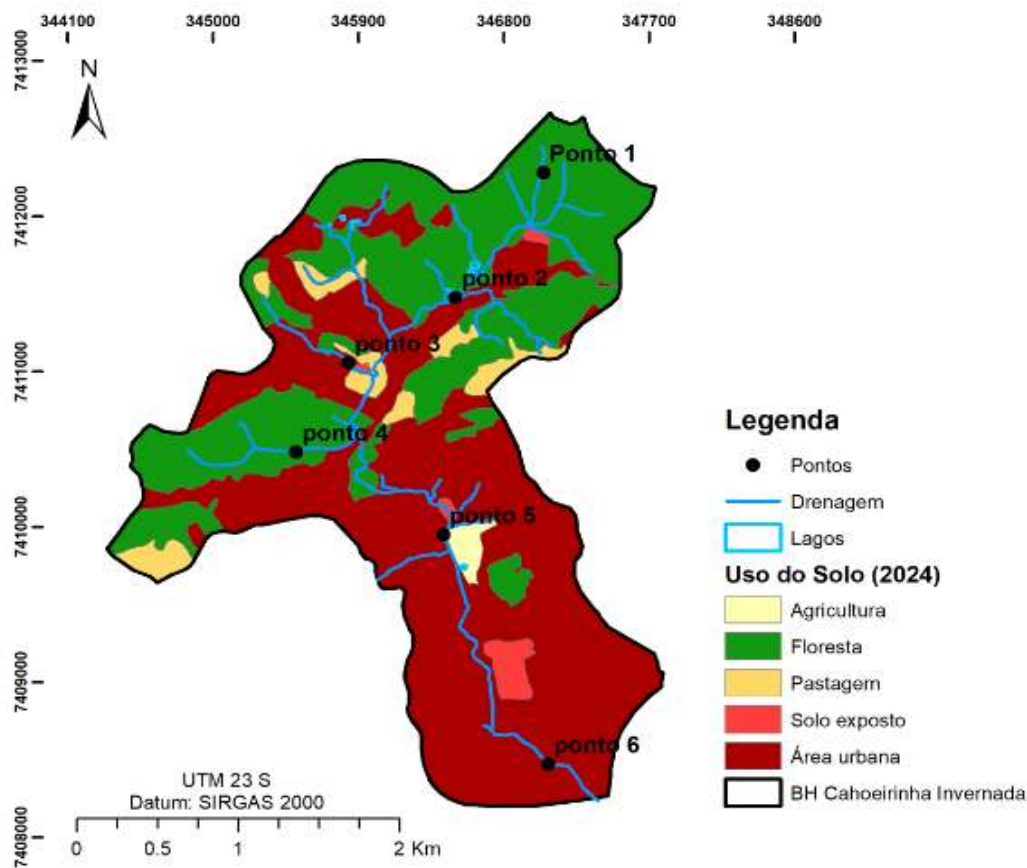 344100 345000 345900 346800 347700 348600
7413000
N
7412000
7411000
7410000
7409000
7408000
Ponto 1
ponto 2
ponto 3
ponto 4
ponto 5
ponto 6
UTM 23 S
Datum: SIRGAS 2000
0 0.5 1 2 Km
Legenda
Pontos
Drenagem
Lagos
Uso do Solo (2024)
Agricultura
Floresta
Pastagem
Solo exposto
Área urbana
BH Cahoeirinha Invernada